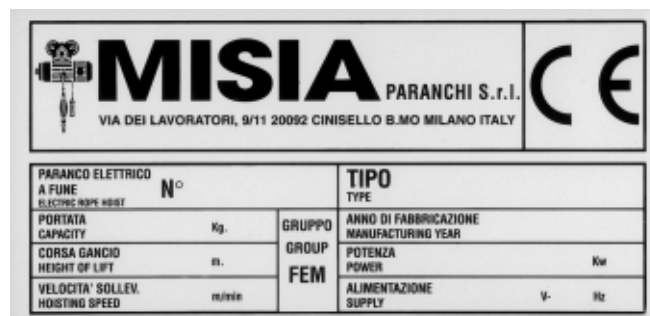 MISIA PARANCHI S.r.l.
VIA DEI LAVORATORI, 9/11 20092 CINISELLO B.MO MILANO ITALY
CE
PARANCO ELETTRICO
A FUNE N°
ELECTRIC ROPE HOIST
TIPO
TYPE
PORTATA
CAPACITY Kg.
GRUPPO
GROUP
FEM
ANNO DI FABBRICAZIONE
MANUFACTURING YEAR
CORSA GANCIO
HEIGHT OF LIFT m.
POTENZA
POWER Kw
VELOCITA' SOLLEV.
HOISTING SPEED m/min
ALIMENTAZIONE
SUPPLY V- Hz